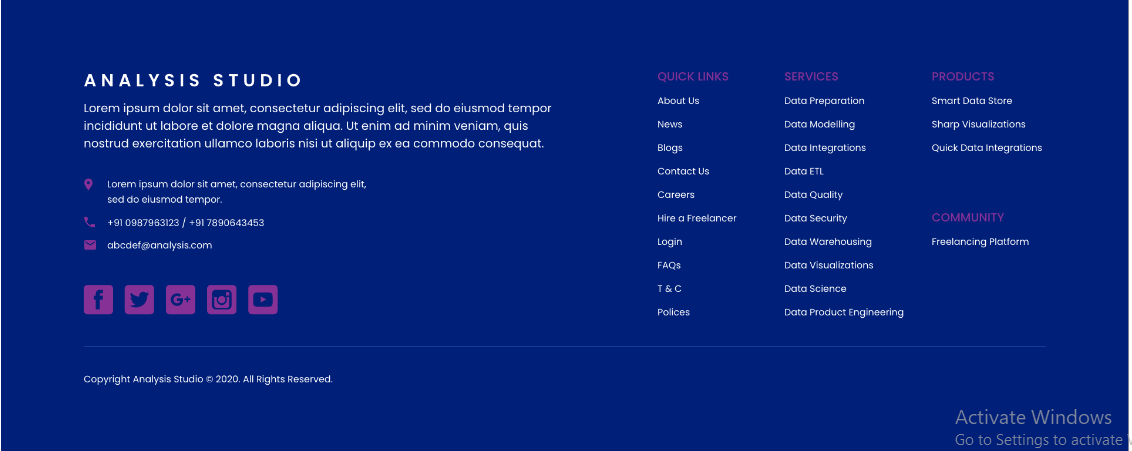 ANALYSIS STUDIO
Lorem ipsum dolor sit amet, consectetur adipiscing elit, sed do eiusmod tempor
incididunt ut labore et dolore magna aliqua. Ut enim ad minim veniam, quis
nostrud exercitation ullamco laboris nisi ut aliquip ex ea commodo consequat.
Lorem ipsum dolor sit amet, consectetur adipiscing elit,
sed do eiusmod tempor.
+91 0987963123 / +91 7890643453
abcdef@analysis.com
f
G+
QUICK LINKS
About Us
News
Blogs
Contact Us
Careers
Hire a Freelancer
Login
FAQs
T & C
Polices
SERVICES
Data Preparation
Data Modelling
Data Integrations
Data ETL
Data Quality
Data Security
Data Warehousing
Data Visualizations
Data Science
Data Product Engineering
PRODUCTS
Smart Data Store
Sharp Visualizations
Quick Data Integrations
COMMUNITY
Freelancing Platform
Copyright Analysis Studio © 2020. All Rights Reserved.
Activate Windows
Go to Settings to activate